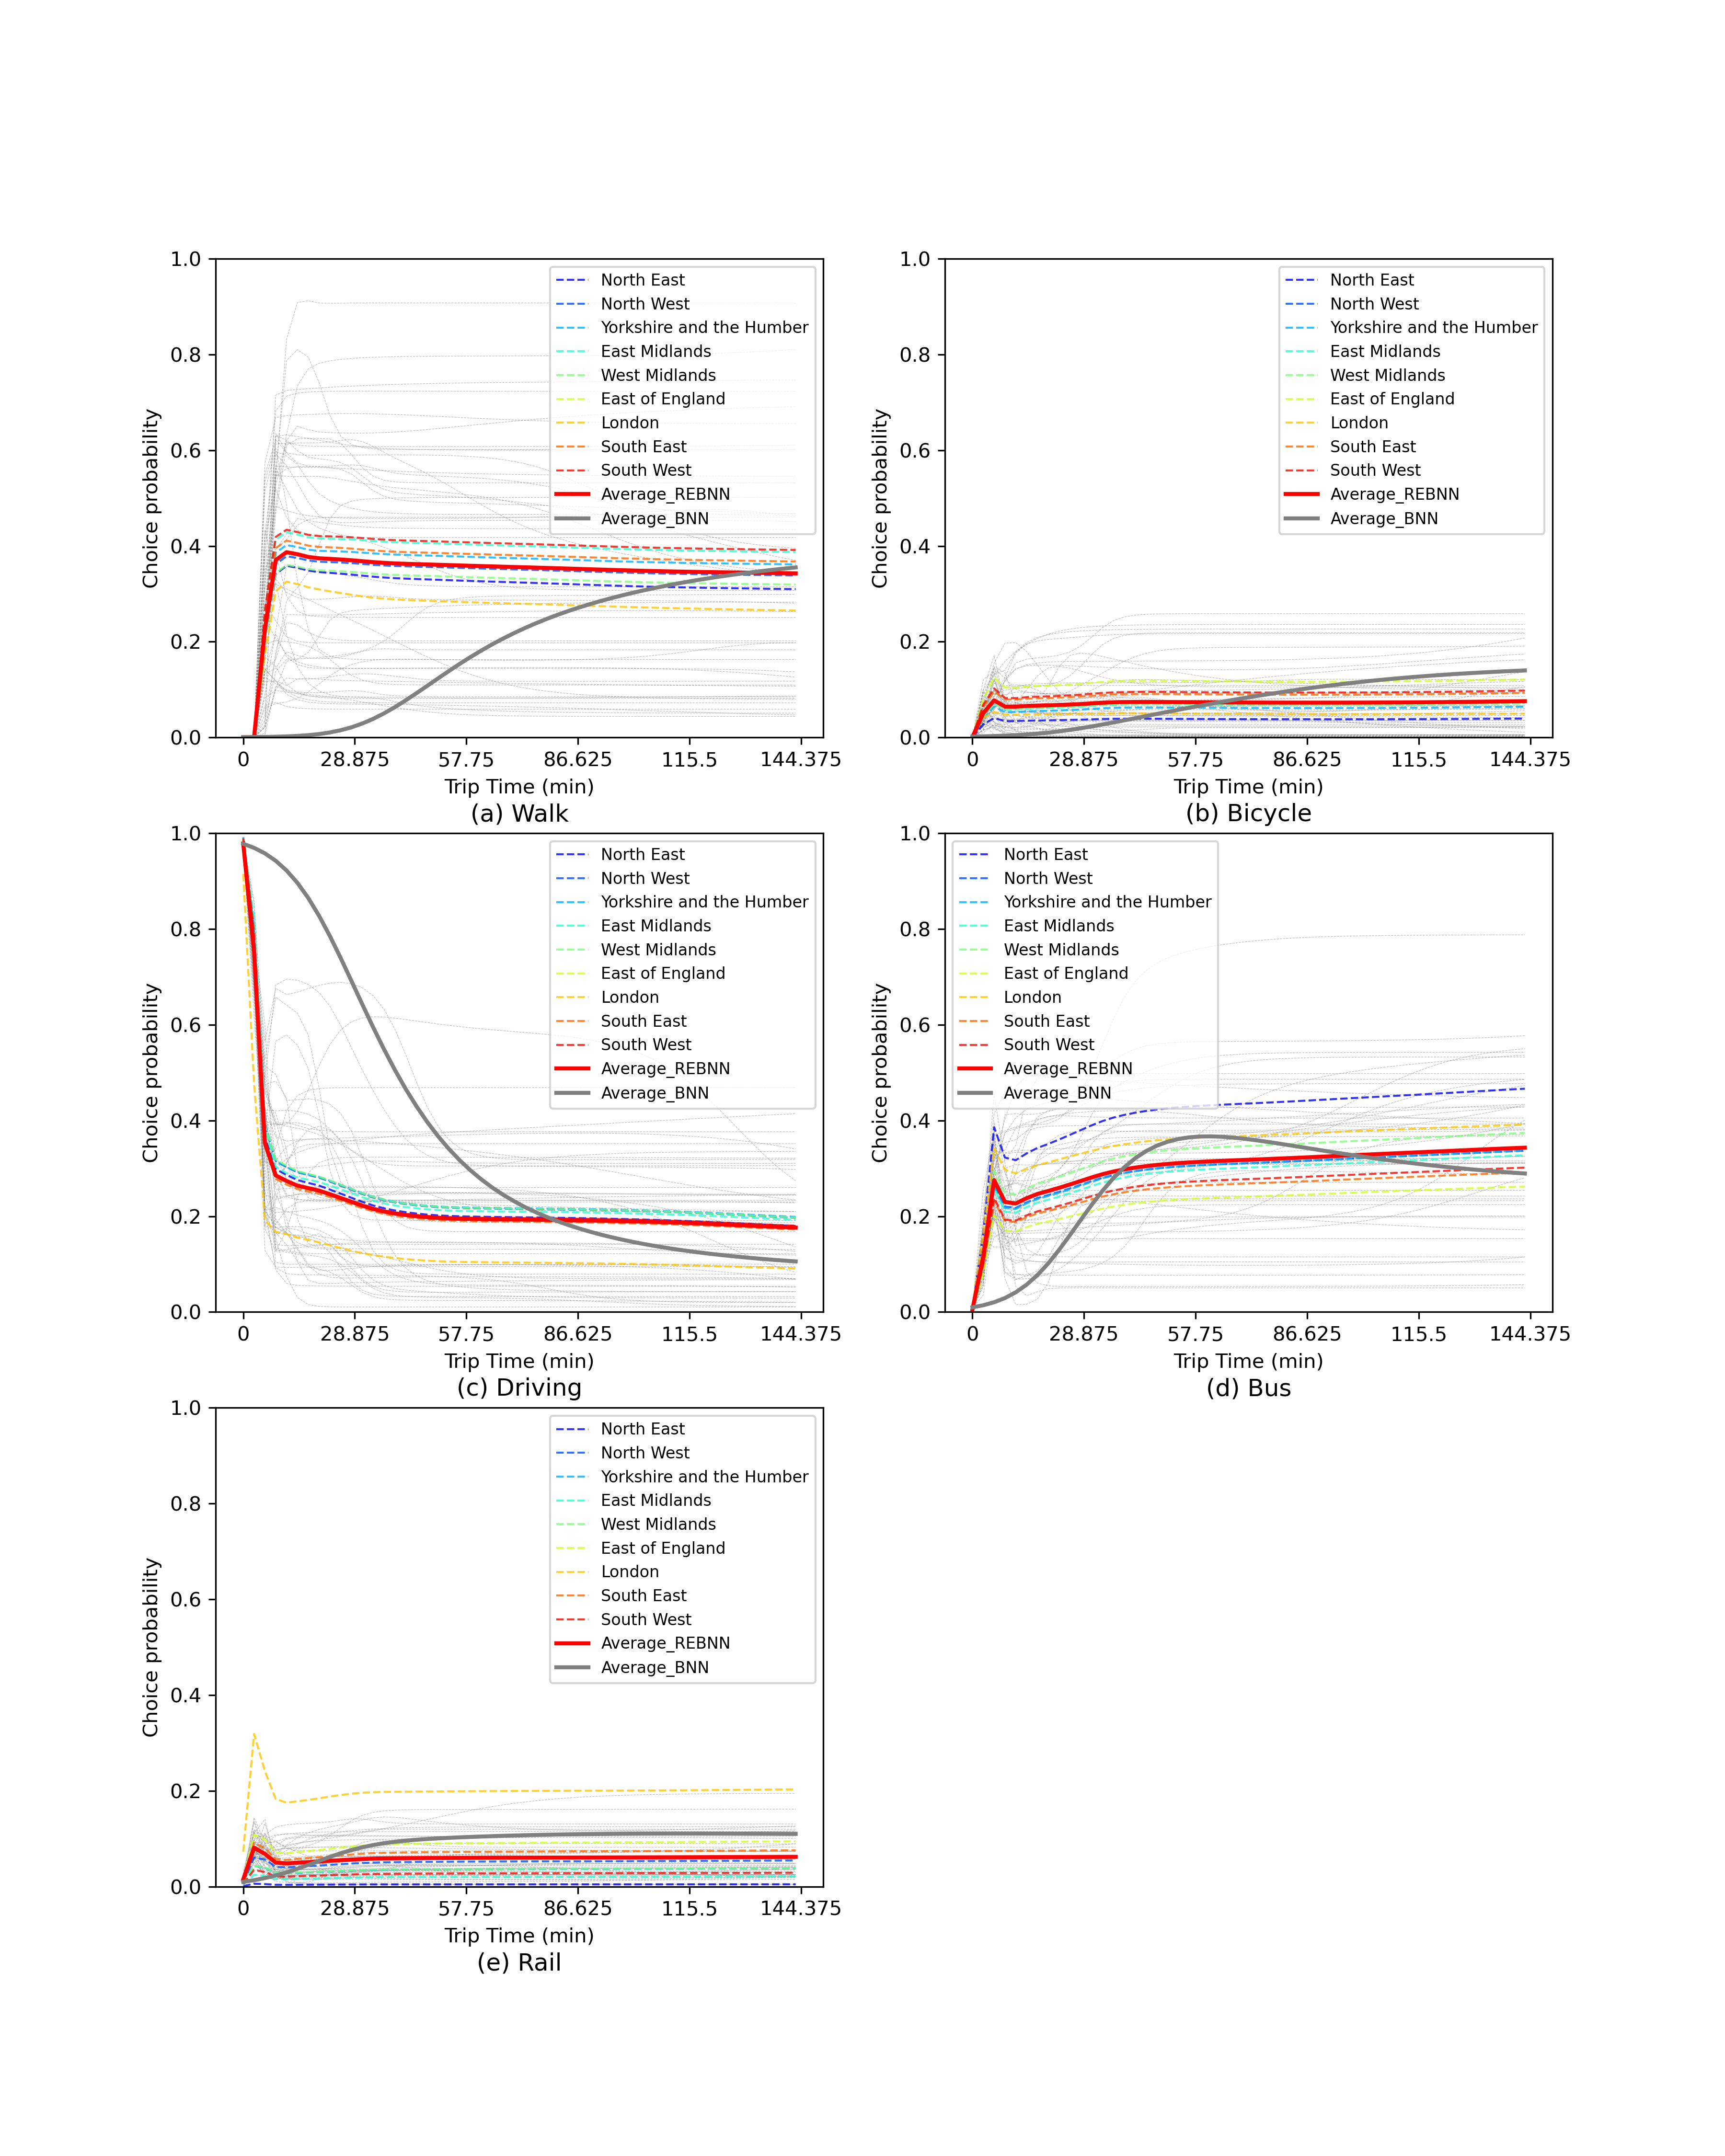 1.0
0.8
0.6
0.4
0.2
0.0
Choice probability
North East
North West
Yorkshire and the Humber
East Midlands
West Midlands
East of England
London
South East
South West
Average_REBNN
Average_BNN
0 28.875 57.75 86.625 115.5 144.375
Trip Time (min)
(a) Walk
1.0
0.8
0.6
0.4
0.2
0.0
Choice probability
North East
North West
Yorkshire and the Humber
East Midlands
West Midlands
East of England
London
South East
South West
Average_REBNN
Average_BNN
0 28.875 57.75 86.625 115.5 144.375
Trip Time (min)
(b) Bicycle
1.0
0.8
0.6
0.4
0.2
0.0
Choice probability
North East
North West
Yorkshire and the Humber
East Midlands
West Midlands
East of England
London
South East
South West
Average_REBNN
Average_BNN
0 28.875 57.75 86.625 115.5 144.375
Trip Time (min)
(c) Driving
1.0
0.8
0.6
0.4
0.2
0.0
Choice probability
North East
North West
Yorkshire and the Humber
East Midlands
West Midlands
East of England
London
South East
South West
Average_REBNN
Average_BNN
0 28.875 57.75 86.625 115.5 144.375
Trip Time (min)
(d) Bus
1.0
0.8
0.6
0.4
0.2
0.0
Choice probability
North East
North West
Yorkshire and the Humber
East Midlands
West Midlands
East of England
London
South East
South West
Average_REBNN
Average_BNN
0 28.875 57.75 86.625 115.5 144.375
Trip Time (min)
(e) Rail